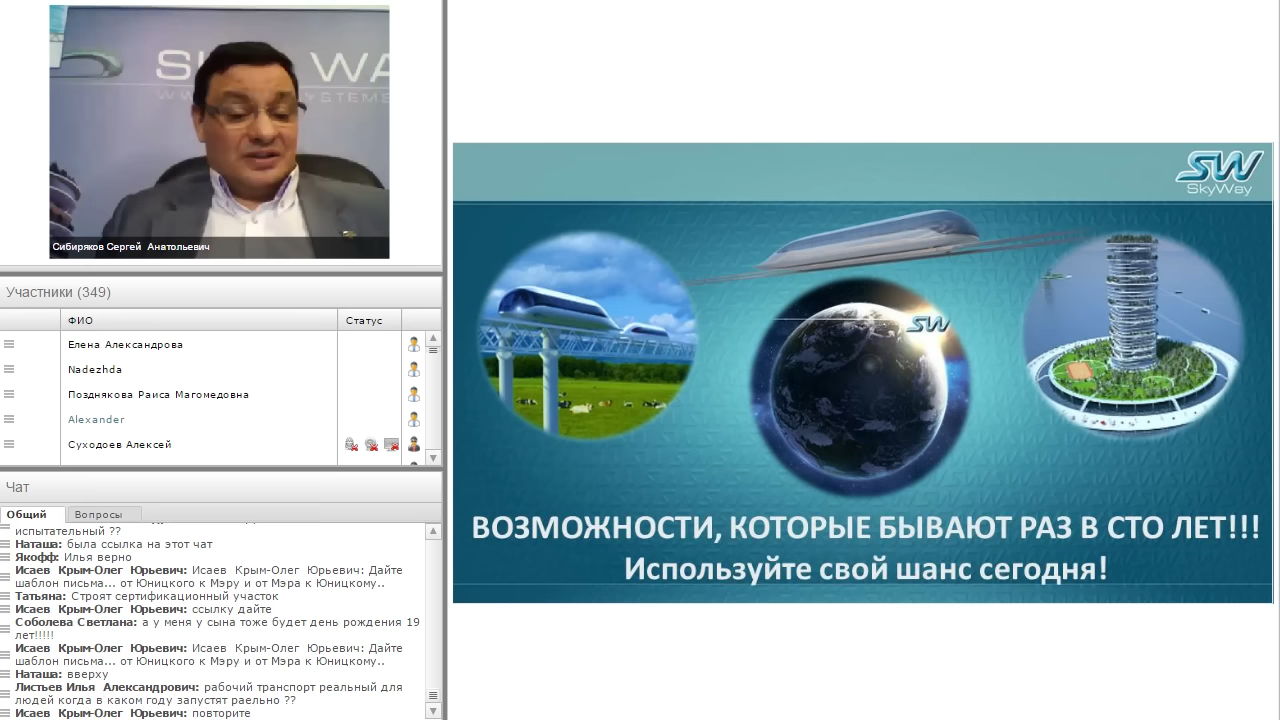 SKY WA
Сибиряков Сергей Анатольевич
Участники (349)
ФИО Статус
Елена Александрова
Nadezhda
Позднякова Раиса Магомедовна
Alexander
Суходоев Алексей
Чат
Общий Вопросы
испытательный ??
Наташа: была ссылка на этот чат
Якофф: Илья верно
Исаев Крым-Олег Юрьевич: Исаев Крым-Олег Юрьевич: Дайте
шаблон письма... от Юницкого к Мэру и от Мэра к Юницкому..
Татьяна: Строят сертификационный участок
Исаев Крым-Олег Юрьевич: ссылку дайте
Соболева Светлана: а у меня у сына тоже будет день рождения 19
лет!!!!!
Исаев Крым-Олег Юрьевич: Исаев Крым-Олег Юрьевич: Дайте
шаблон письма... от Юницкого к Мэру и от Мэра к Юницкому..
Наташа: вверху
Листьев Илья Александрович: рабочий транспорт реальный для
людей когда в каком году запустят раельно ??
Исаев Крым-Олег Юрьевич: повторите
SW
SkyWay
SW
ВОЗМОЖНОСТИ, КОТОРЫЕ БЫВАЮТ РАЗ В СТО ЛЕТ!!!
Используйте свой шанс сегодня!